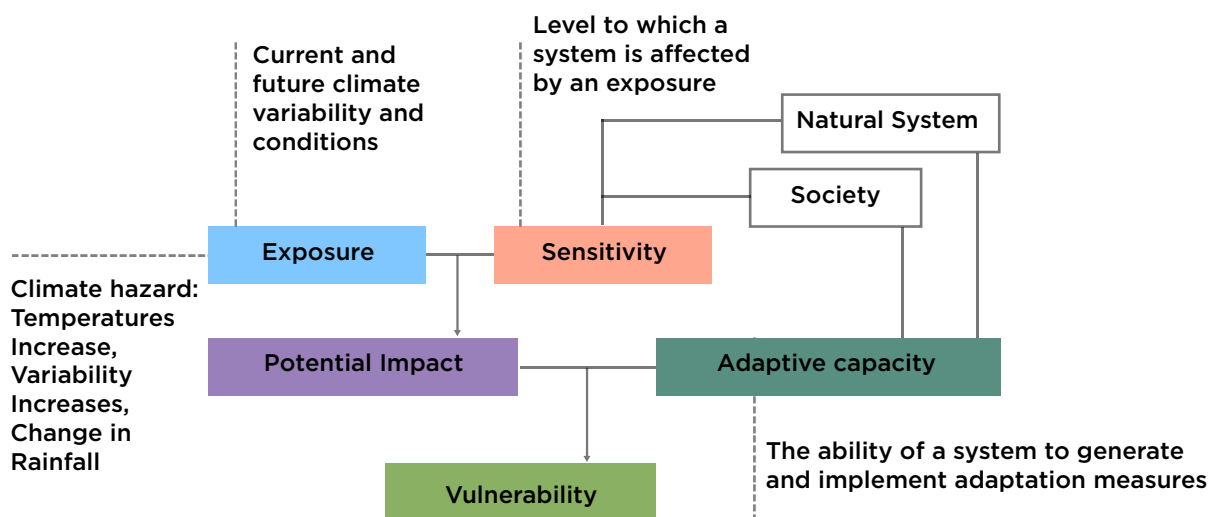 Current and
future climate
variability and
conditions
Level to which a
system is affected
by an exposure
Natural System
Society
Exposure
Sensitivity
Climate hazard:
Temperatures
Increase,
Variability
Increases,
Change in
Rainfall
Potential Impact
Adaptive capacity
The ability of a system to generate
and implement adaptation measures
Vulnerability